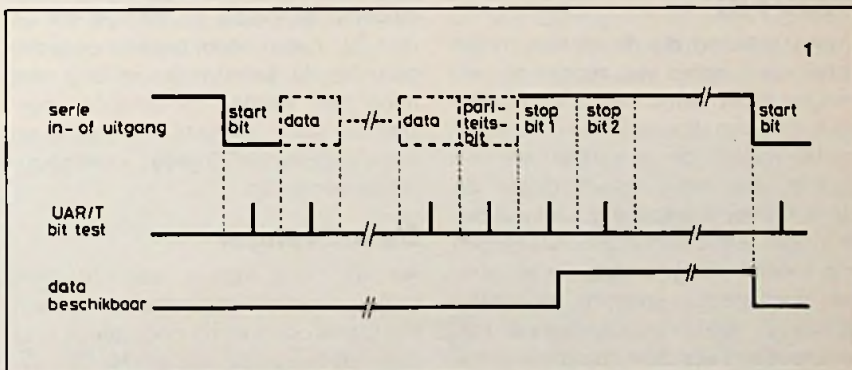 1
serie
in- of uitgang
start
bit
data
data
pari-
teits-
bit
stop
bit 1
stop
bit 2
start
bit
UAR/T
bit test
data
beschikbaar